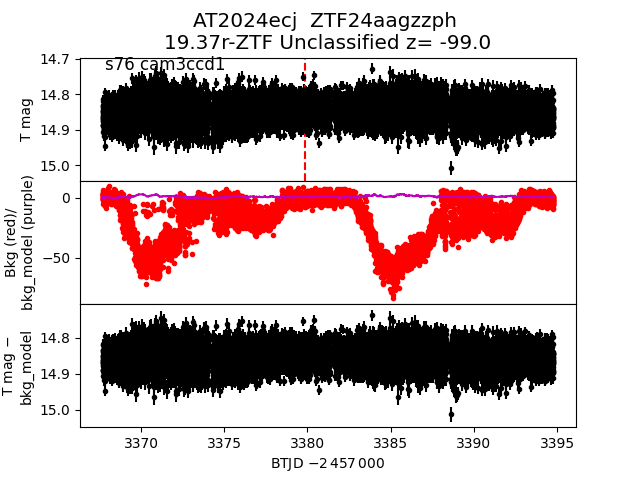 AT2024ecj  ZTF24aagzzph
19.37r-ZTF Unclassified z= -99.0
s76 cam3ccd1
T mag
14.7
14.8
14.9
15.0
Bkg (red)/
bkg_model (purple)
0
−50
T mag −
bkg_model
14.8
14.9
15.0
3370 3375 3380 3385 3390 3395
BTJD −2 457 000